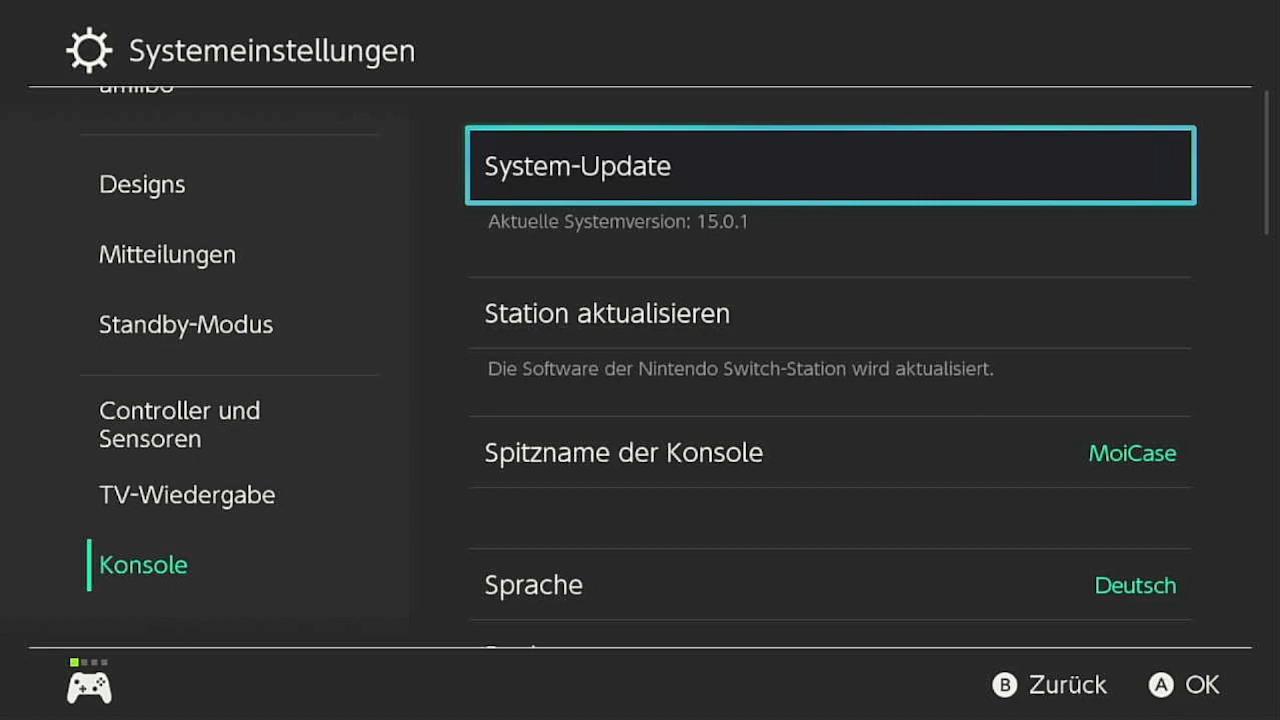 Systemeinstellungen
amiibo
Designs
Mitteilungen
Standby-Modus
Controller und
Sensoren
TV-Wiedergabe
Konsole
System-Update
Aktuelle Systemversion: 15.0.1
Station aktualisieren
Die Software der Nintendo Switch-Station wird aktualisiert.
Spitzname der Konsole MoiCase
Sprache Deutsch
B Zurück A OK